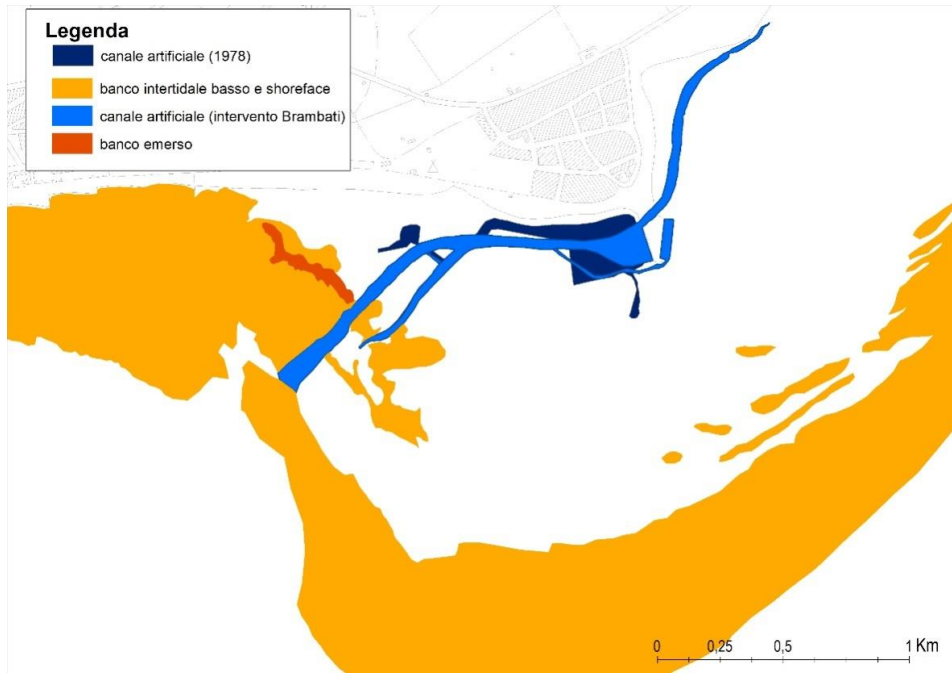 Legenda
canale artificiale (1978)
banco intertidale basso e shoreface
canale artificiale (intervento Brambati)
banco emerso
0 0,25 0,5 1 Km